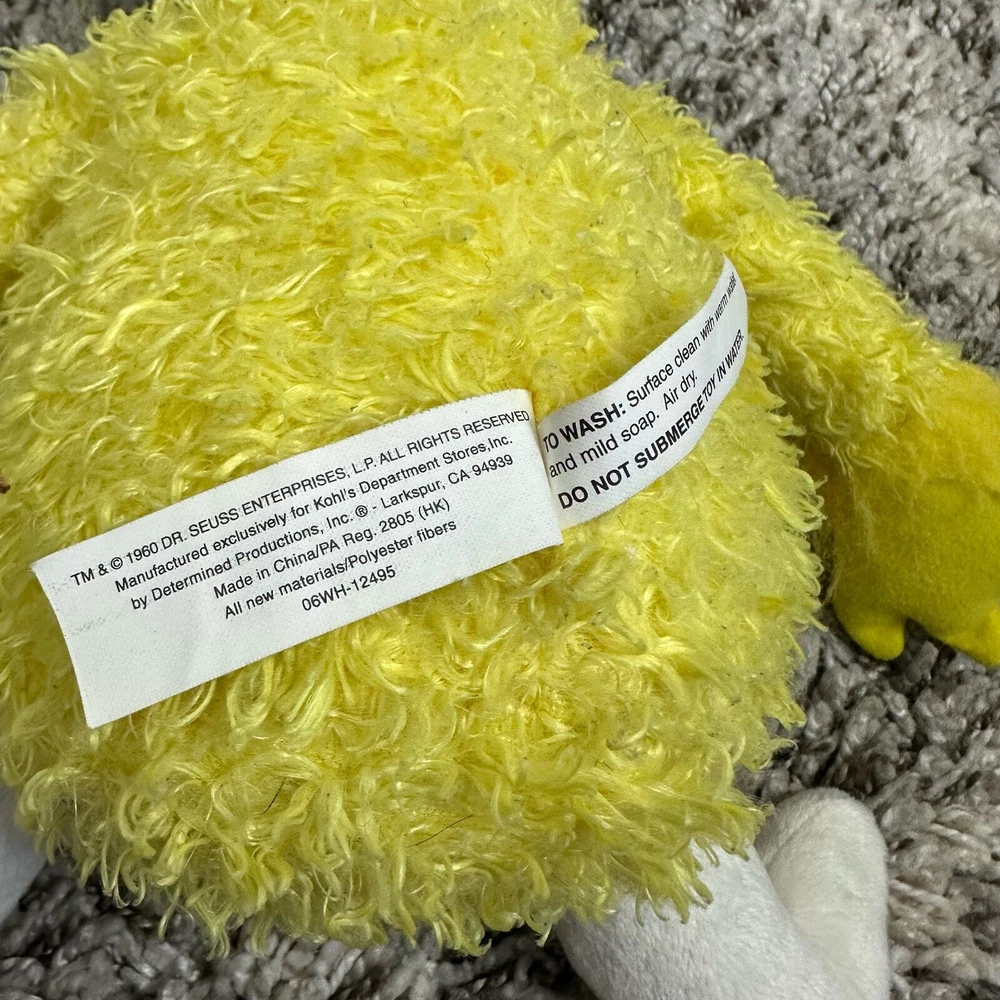 TM & © 1960 DR. SEUSS ENTERPRISES, L.P. ALL RIGHTS RESERVED
Manufactured exclusively for Kohl's Department Stores,Inc.
by Determined Productions, Inc. ® - Larkspur, CA 94939
Made in China/PA Reg. 2805 (HK)
All new materials/Polyester fibers
06WH-12495
TO WASH: Surface clean with warm water
and mild soap. Air dry.
DO NOT SUBMERGE TOY IN WATER.